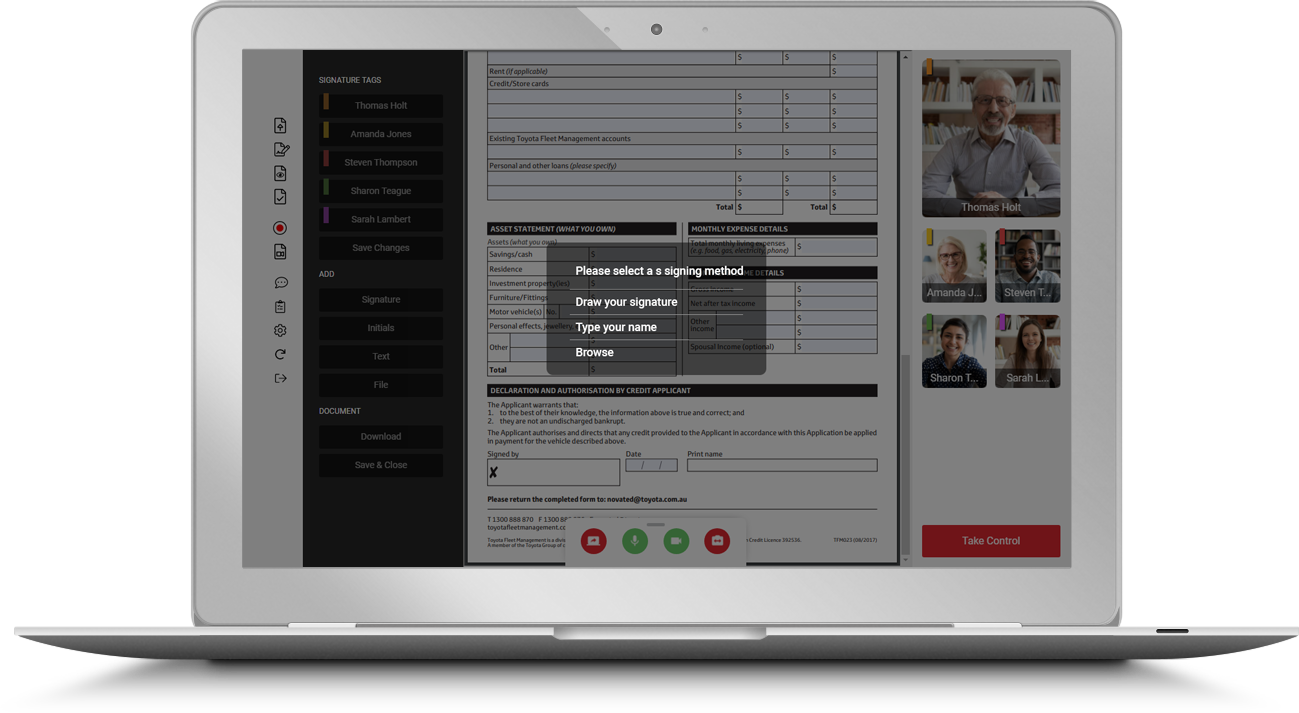 SIGNATURE TAGS
Thomas Holt
Amanda Jones
Steven Thompson
Sharon Teague
Sarah Lambert
Save Changes
ADD
Signature
Initials
Text
File
DOCUMENT
Download
Save & Close
$ $ $
Rent (if applicable) $
Credit/Store cards
$ $ $
$ $ $
$ $ $
Existing Toyota Fleet Management accounts
$ $ $
Personal and other loans (please specify)
$ $ $
$ $ $
Total $ Total $
ASSET STATEMENT (WHAT YOU OWN)
Assets (what you own)
Savings/cash $
Residence
Investment property(ies)
Furniture/Fittings
Motor vehicle(s) No. $
Personal effects, jewellery,
Other
Total $
MONTHLY EXPENSE DETAILS
Total monthly living expenses
(e.g. food, gas, electricity, phone) $
DETAILS
Gross income $
Net after tax income $
Other
income $
$
Spousal Income (optional) $
Please select a s signing method
Draw your signature
Type your name
Browse
DECLARATION AND AUTHORISATION BY CREDIT APPLICANT
The Applicant warrants that:
1. to the best of their knowledge, the information above is true and correct; and
2. they are not an undischarged bankrupt.
The Applicant authorises and directs that any credit provided to the Applicant in accordance with this Application be applied
in payment for the vehicle described above.
Signed by Date Print name
✗ / /
Please return the completed form to: novated@toyota.com.au
T 1300 888 870 F 1300 888
toyotafleetmanagement.co
Toyota Fleet Management is a divis
A member of the Toyota Group of
Credit Licence 392536.
TFM023 (08/2017)
Thomas Holt
Amanda J...
Steven T...
Sharon T...
Sarah L...
Take Control